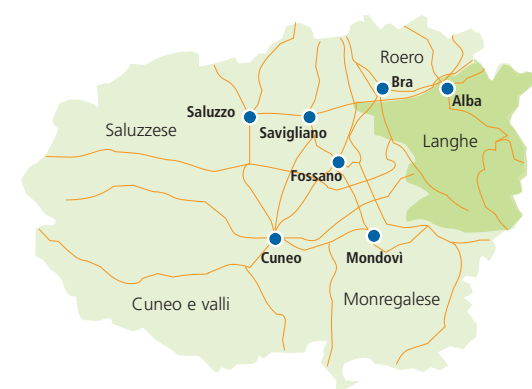 Roero
Bra
Alba
Saluzzo
Saluzzese
Savigliano
Langhe
Fossano
Cuneo
Mondovì
Cuneo e valli
Monregalese